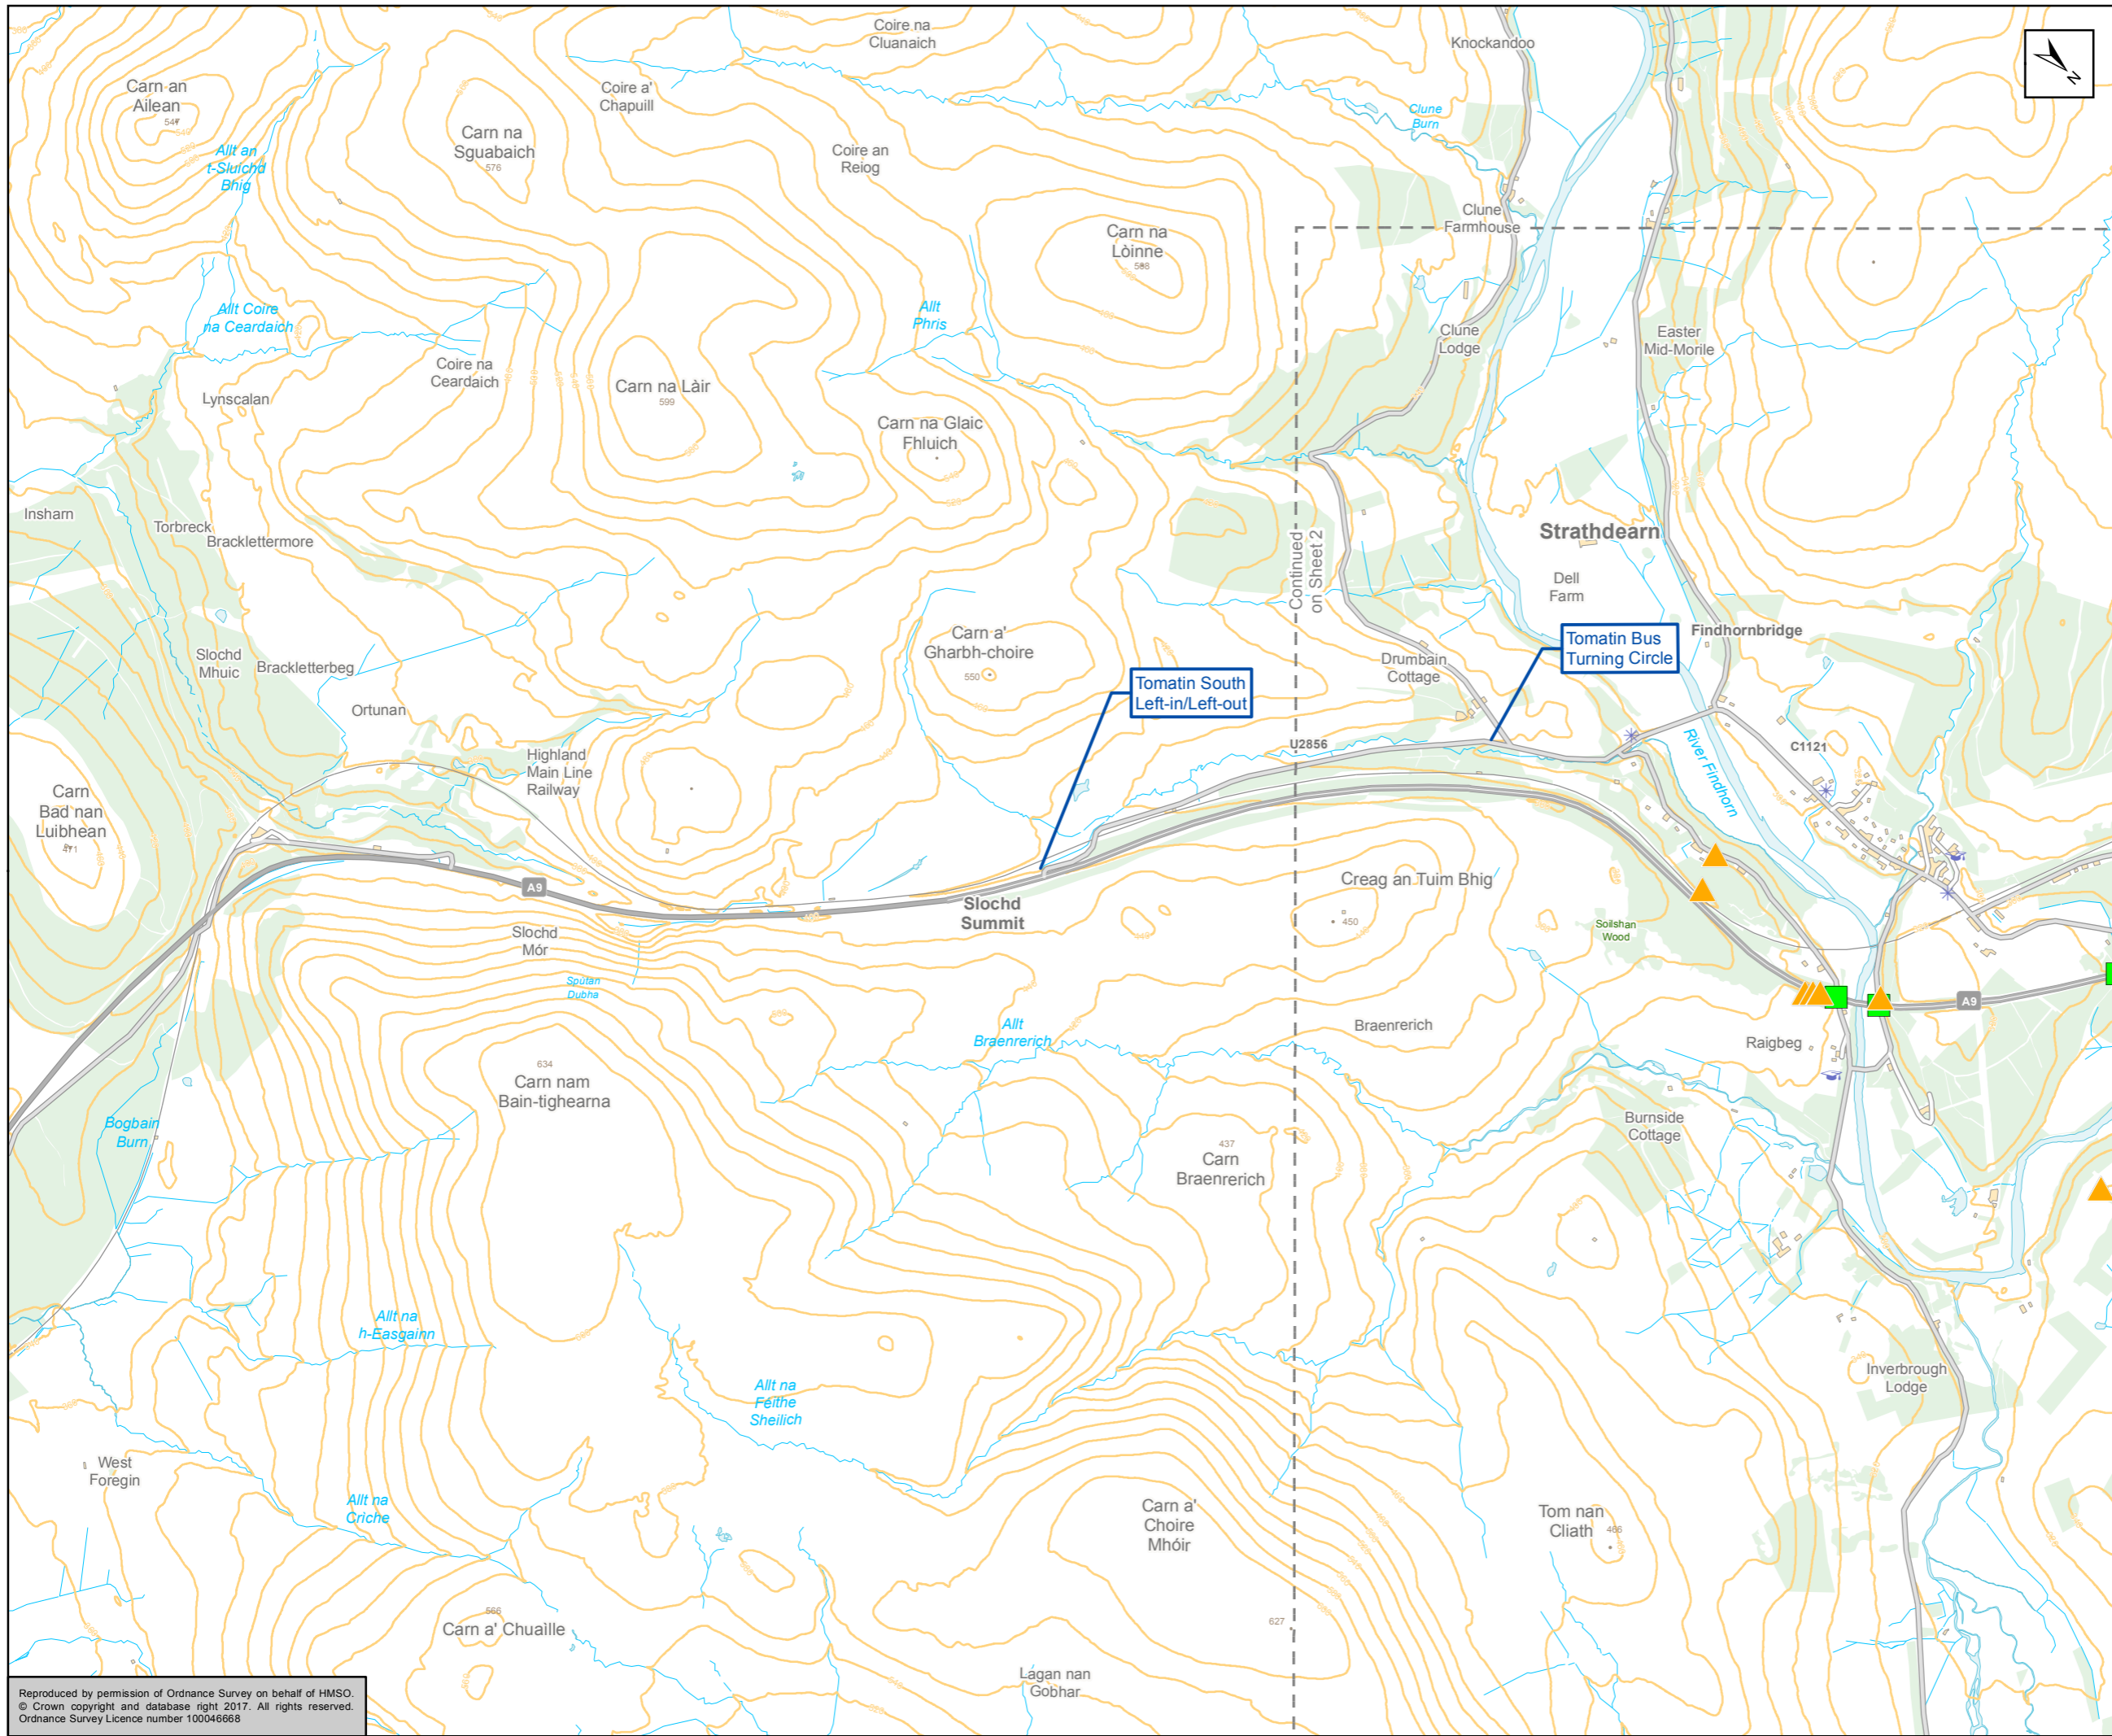 Coire na
Cluanaich
Knockandoo
N
Carn an
Ailean
547
Coire a'
Chapuill
Carn na
Sguabaich
576
Clune
Burn
Allt an
t-Sluichd
Bhig
Coire an
Reiog
Clune
Farmhouse
Carn na
Lòinne
588
Allt Coire
na Ceardaich
Allt
Phris
Clune
Lodge
Easter
Mid-Morile
Coire na
Ceardaich
Carn na Làir
599
Lynscalan
Carn na Glaic
Fhluich
Insharn
Torbreck
Bracklettermore
Strathdearn
Continued
on Sheet 2
Dell
Farm
Carn a'
Gharbh-choire
550
Findhornbridge
Tomatin Bus
Turning Circle
Slochd
Mhuic
Brackletterbeg
Drumbain
Cottage
Tomatin South
Left-in/Left-out
Ortunan
U2856
C1121
River Findhorn
Highland
Main Line
Railway
Carn
Bad nan
Luibhean
471
A9
Creag an Tuim Bhig
450
Slochd
Summit
Soilshan
Wood
Slochd
Mór
Spùtan
Dubha
A9
Allt
Braenrerich
Braenrerich
Raigbeg
634
Carn nam
Bain-tighearna
Bogbain
Burn
437
Carn
Braenrerich
Burnside
Cottage
Allt na
h-Easgainn
Inverbrough
Lodge
Allt na
Féithe
Sheilich
West
Foregin
Allt na
Criche
Carn a'
Choire
Mhóir
Tom nan
Cliath
466
566
Carn a' Chuaille
627
Lagan nan
Gobhar
Reproduced by permission of Ordnance Survey on behalf of HMSO.
© Crown copyright and database right 2017. All rights reserved.
Ordnance Survey Licence number 100046668